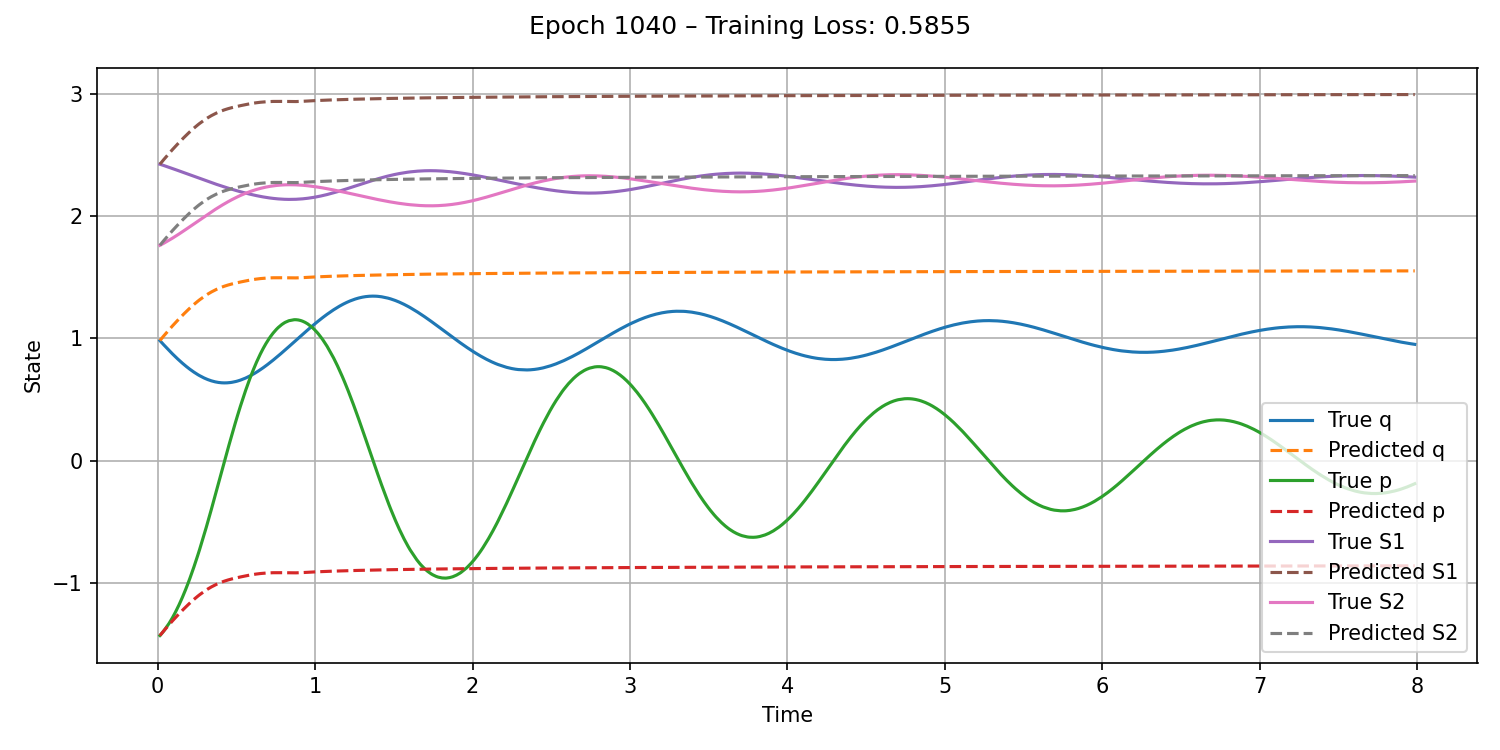 Epoch 1040 – Training Loss: 0.5855
3
2
1
0
−1
State
0 1 2 3 4 5 6 7 8
Time
True q
Predicted q
True p
Predicted p
True S1
Predicted S1
True S2
Predicted S2